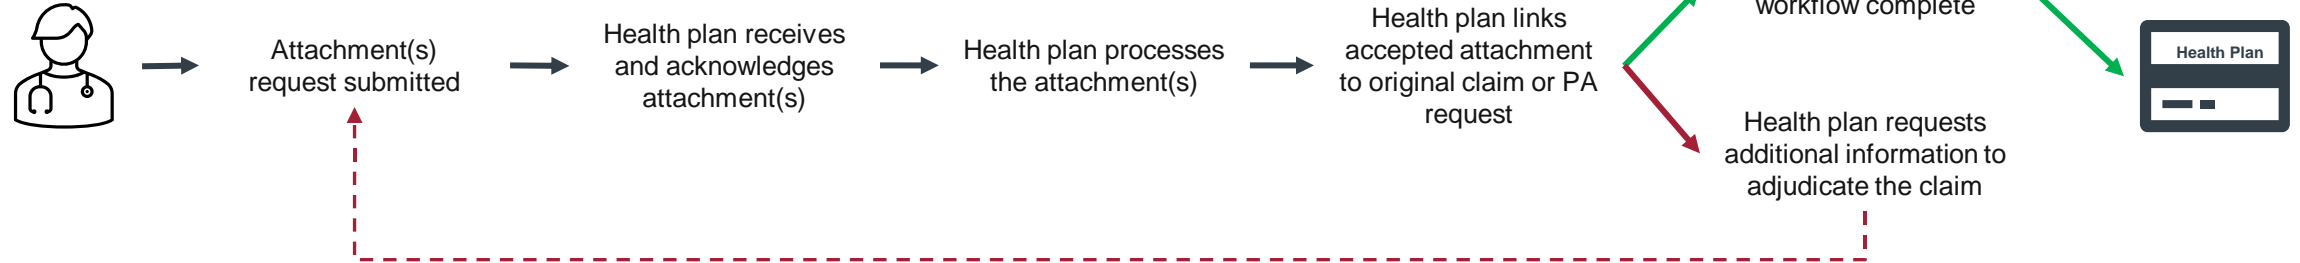 Attachment(s)
request submitted
Health plan receives
and acknowledges
attachment(s)
Health plan processes
the attachment(s)
Health plan links
accepted attachment
to original claim or PA
request
workflow complete
Health plan requests
additional information to
adjudicate the claim
Health Plan